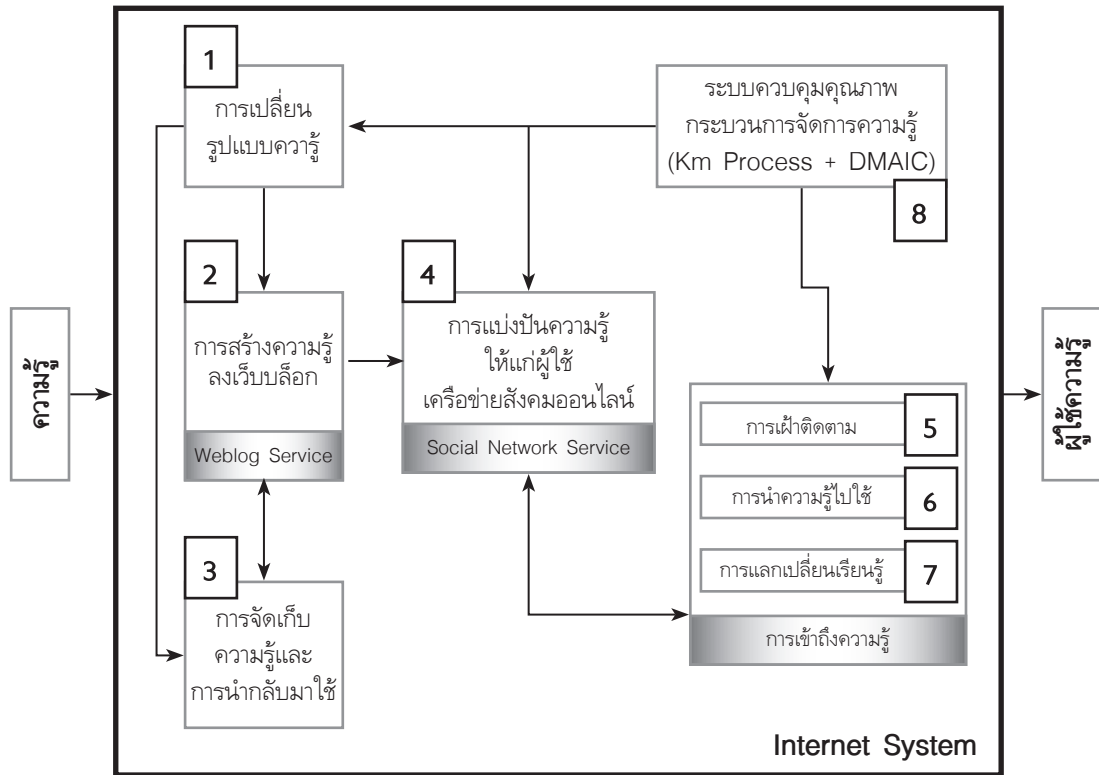 ความรู้
1
การเปลี่ยน
รูปแบบควารู้
ระบบควบคุมคุณภาพ
กระบวนการจัดการความรู้
(Km Process + DMAIC)
8
2
การสร้างความรู้
ลงเว็บบล็อก
Weblog Service
4
การแบ่งปันความรู้
ให้แก่ผู้ใช้
เครือข่ายสังคมออนไลน์
Social Network Service
3
การจัดเก็บ
ความรู้และ
การนำกลับมาใช้
การเฝ้าติดตาม
5
การนำความรู้ไปใช้
6
การแลกเปลี่ยนเรียนรู้
7
การเข้าถึงความรู้
Internet System
ผู้ใช้ความรู้